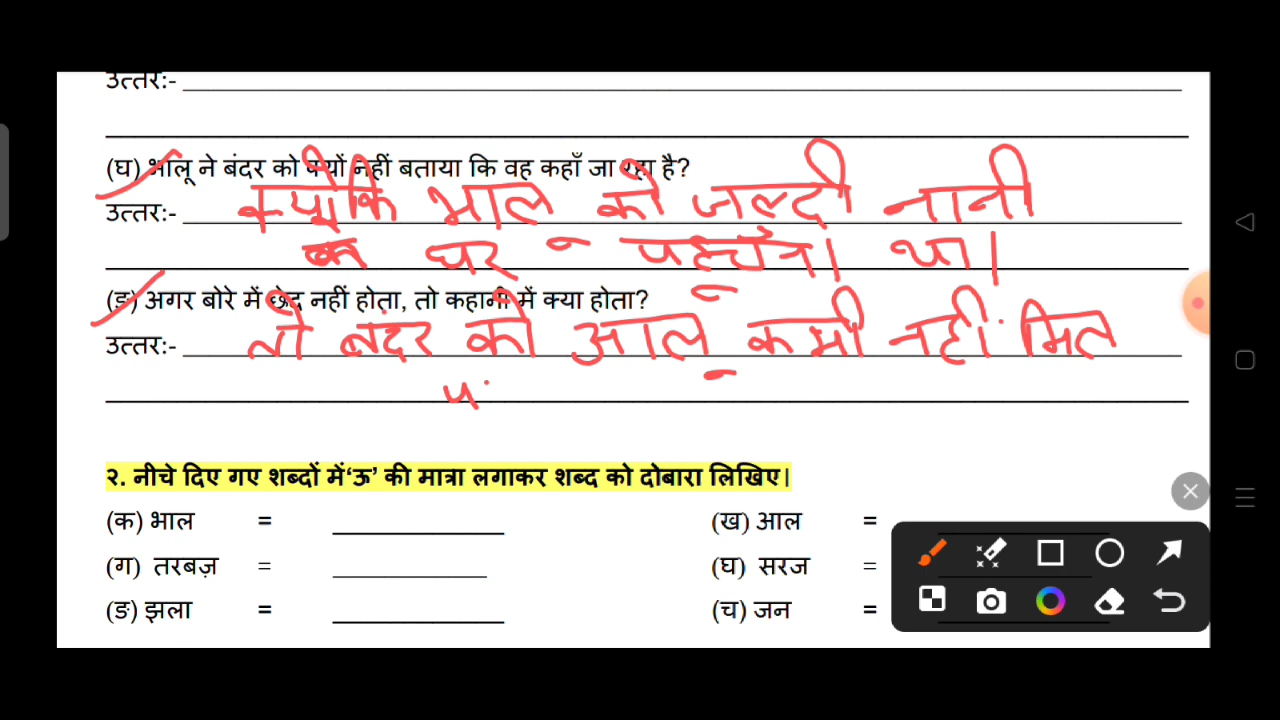 उत्तर:-
(घ) भालू ने बंदर को क्यों नहीं बताया कि वह कहाँ जा रहा है?
उत्तर:- क्योंकि भालू को जल्दी नानी
घर पहुँचना था।
(ङ) अगर बोरे में छेद नहीं होता, तो कहानी में क्या होता?
उत्तर:- तो बंदर को आलू कभी नहीं मिल
२. नीचे दिए गए शब्दों में‘ऊ’ की मात्रा लगाकर शब्द को दोबारा लिखिए।
(क) भाल = (ख) आल =
(ग) तरबज़ = (घ) सरज =
(ङ) झला = (च) जन =